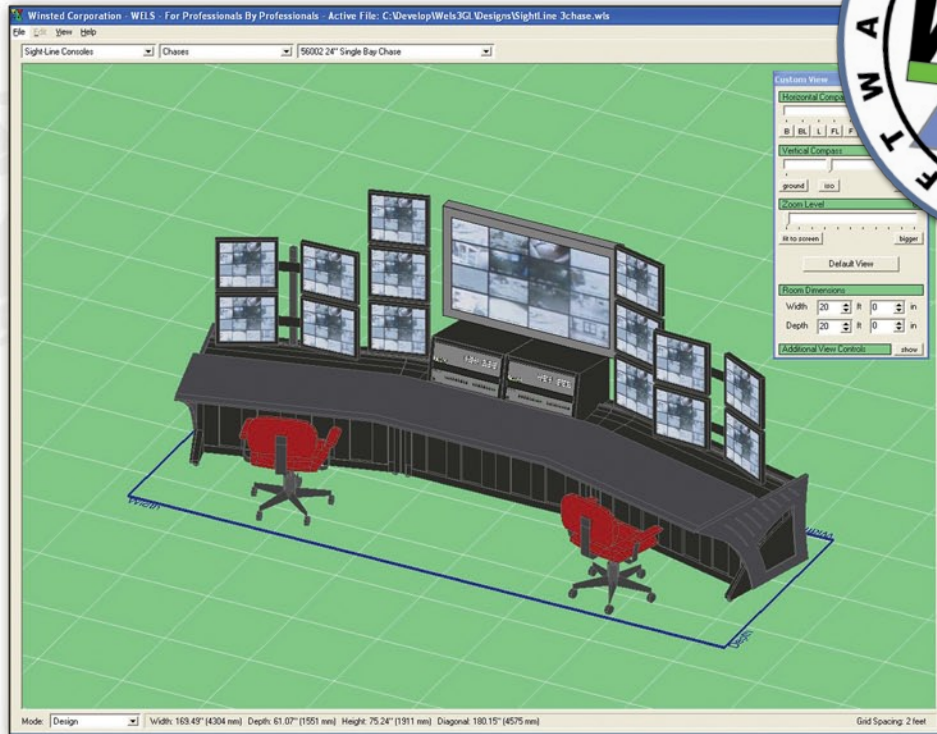 Winsted Corporation - WELS - For Professionals By Professionals - Active File: C:\Develop\Wels3GL\Designs\SightLine 3chase.wls
File Edit View Help
Sight-Line Consoles Chases 56002 24" Single Bay Chase
Custom View
Horizontal Compa
B BL L FL F
Vertical Compass
ground iso
Zoom Level
fit to screen bigger
Default View
Room Dimensions
Width 20 ft 0 in
Depth 20 ft 0 in
Additional View Controls show
Width
Width
Depth
Mode: Design Width: 169.49" (4304 mm) Depth: 61.07" (1551 mm) Height: 75.24" (1911 mm) Diagonal: 180.15" (4575 mm) Grid Spacing: 2 feet
F T W A